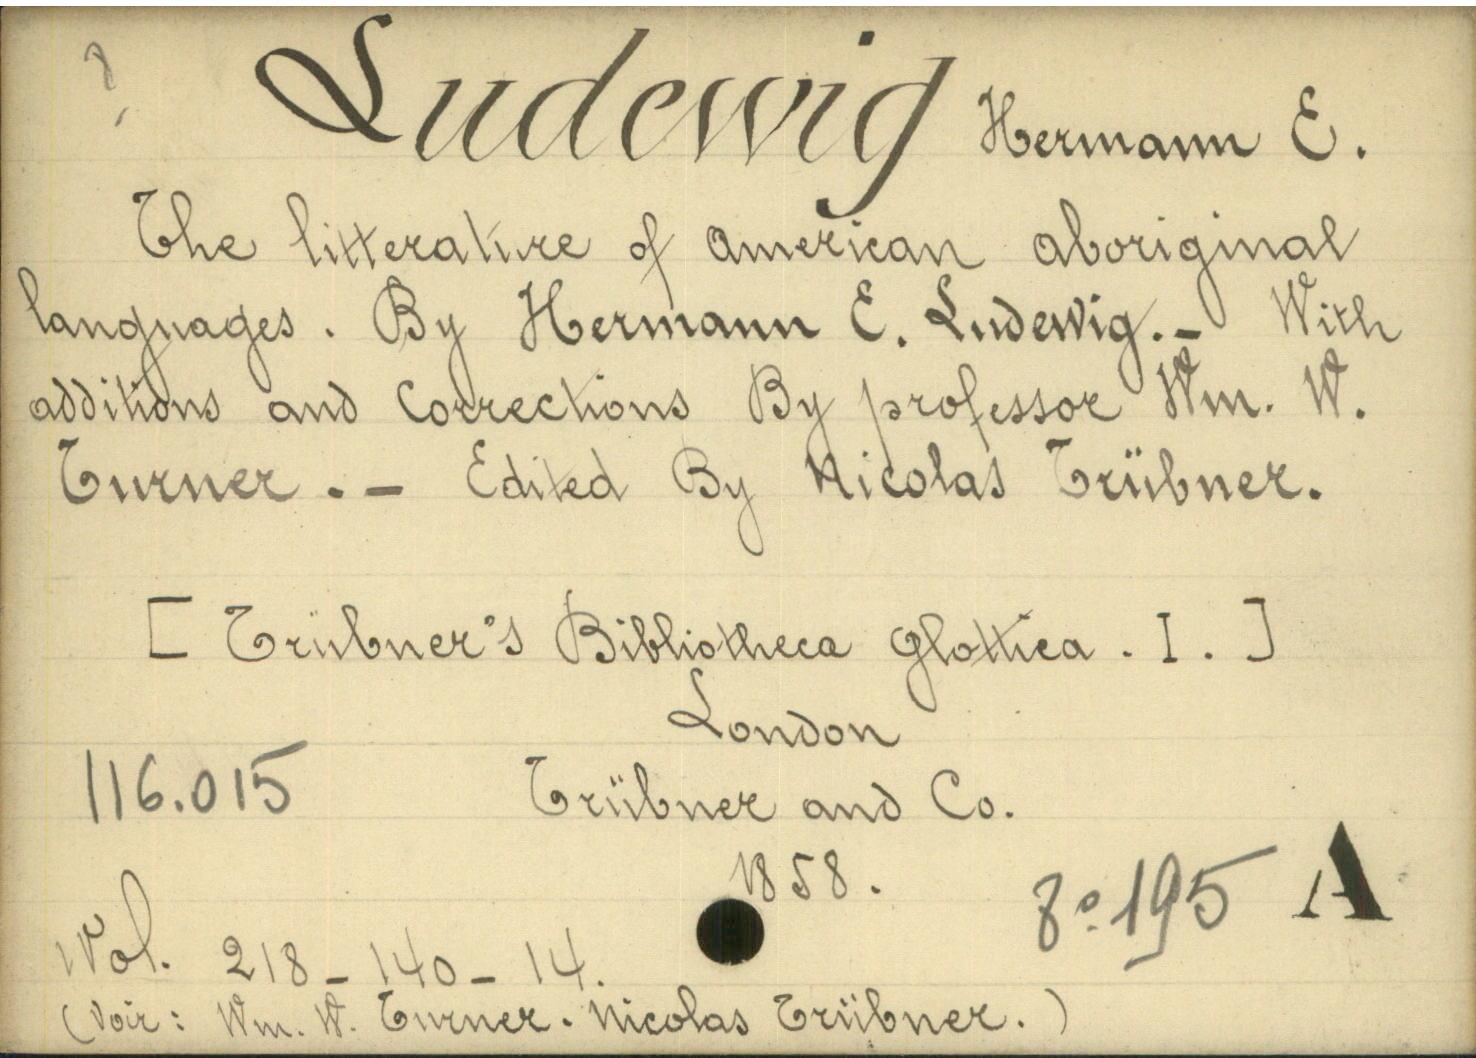 Ludewig Hermann E.
The litterature of american aboriginal
languages. By Hermann E. Ludewig. _ With
additions and Corrections By professor Wm. W.
Turner. _ Edited By Nicolas Trübner.
[ Trübner's Bibliotheca glottica. I. ]
London
116.015
Trübner and Co.
1858.
8º 195 A
Vol. 218 _ 140 _ 14.
(Voir: Wm. W. Turner. Nicolas Trübner.)